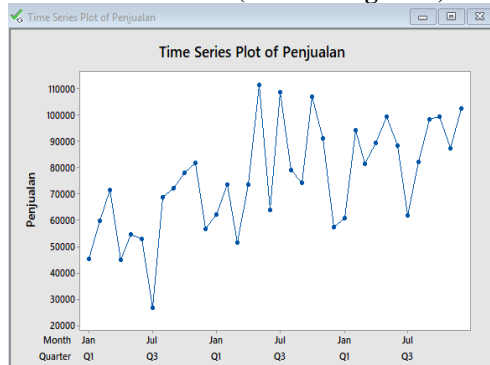 Time Series Plot of Penjualan
Time Series Plot of Penjualan
110000
100000
90000
80000
70000
60000
50000
40000
30000
20000
Penjualan
Month Jan Jul Jan Jul Jan Jul
Quarter Q1 Q3 Q1 Q3 Q1 Q3